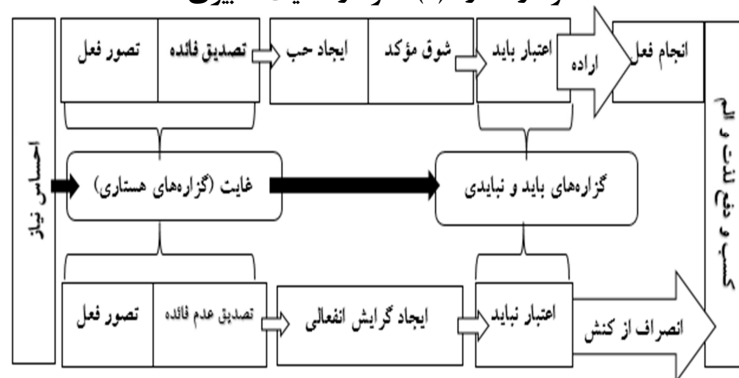 احساس نیاز
تصور فعل
تصدیق فائده
ایجاد حب
شوق مؤکد
اعتبار باید
اراده
انجام فعل
کسب و دفع لذت و الم
غایت (گزاره‌های هستاری)
گزاره‌های باید و نبایدی
تصور فعل
تصدیق عدم فائده
ایجاد گرایش انفعالی
اعتبار نباید
انصراف از کنش